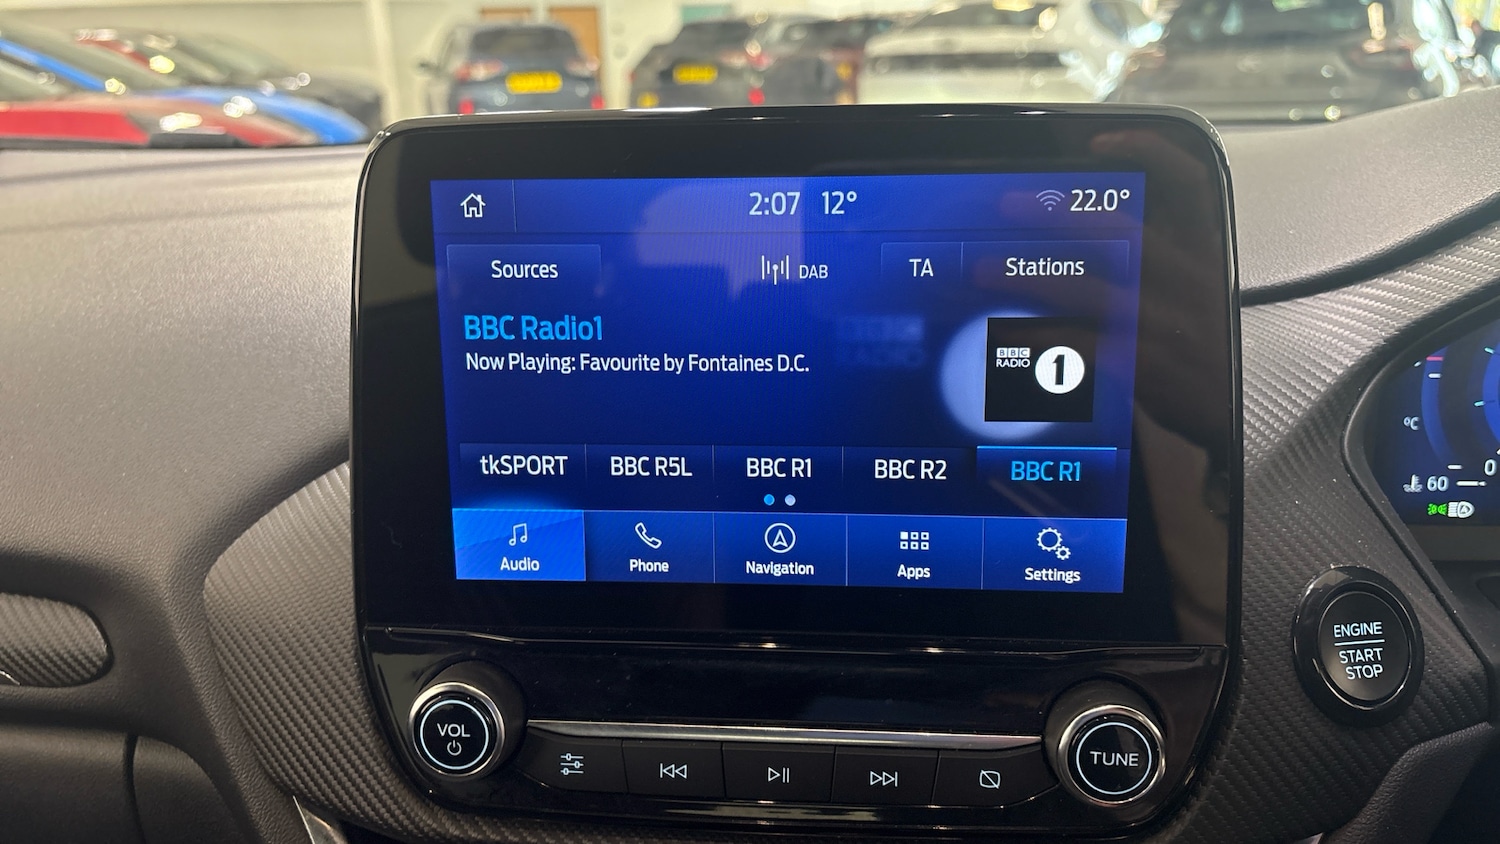 2:07 12° 22.0°
Sources DAB TA Stations
BBC Radio1
Now Playing: Favourite by Fontaines D.C.
BBC
RADIO 1
tkSPORT BBC R5L BBC R1 BBC R2 BBC R1
Audio Phone Navigation Apps Settings
°C
60 0
ENGINE
START
STOP
VOL
TUNE